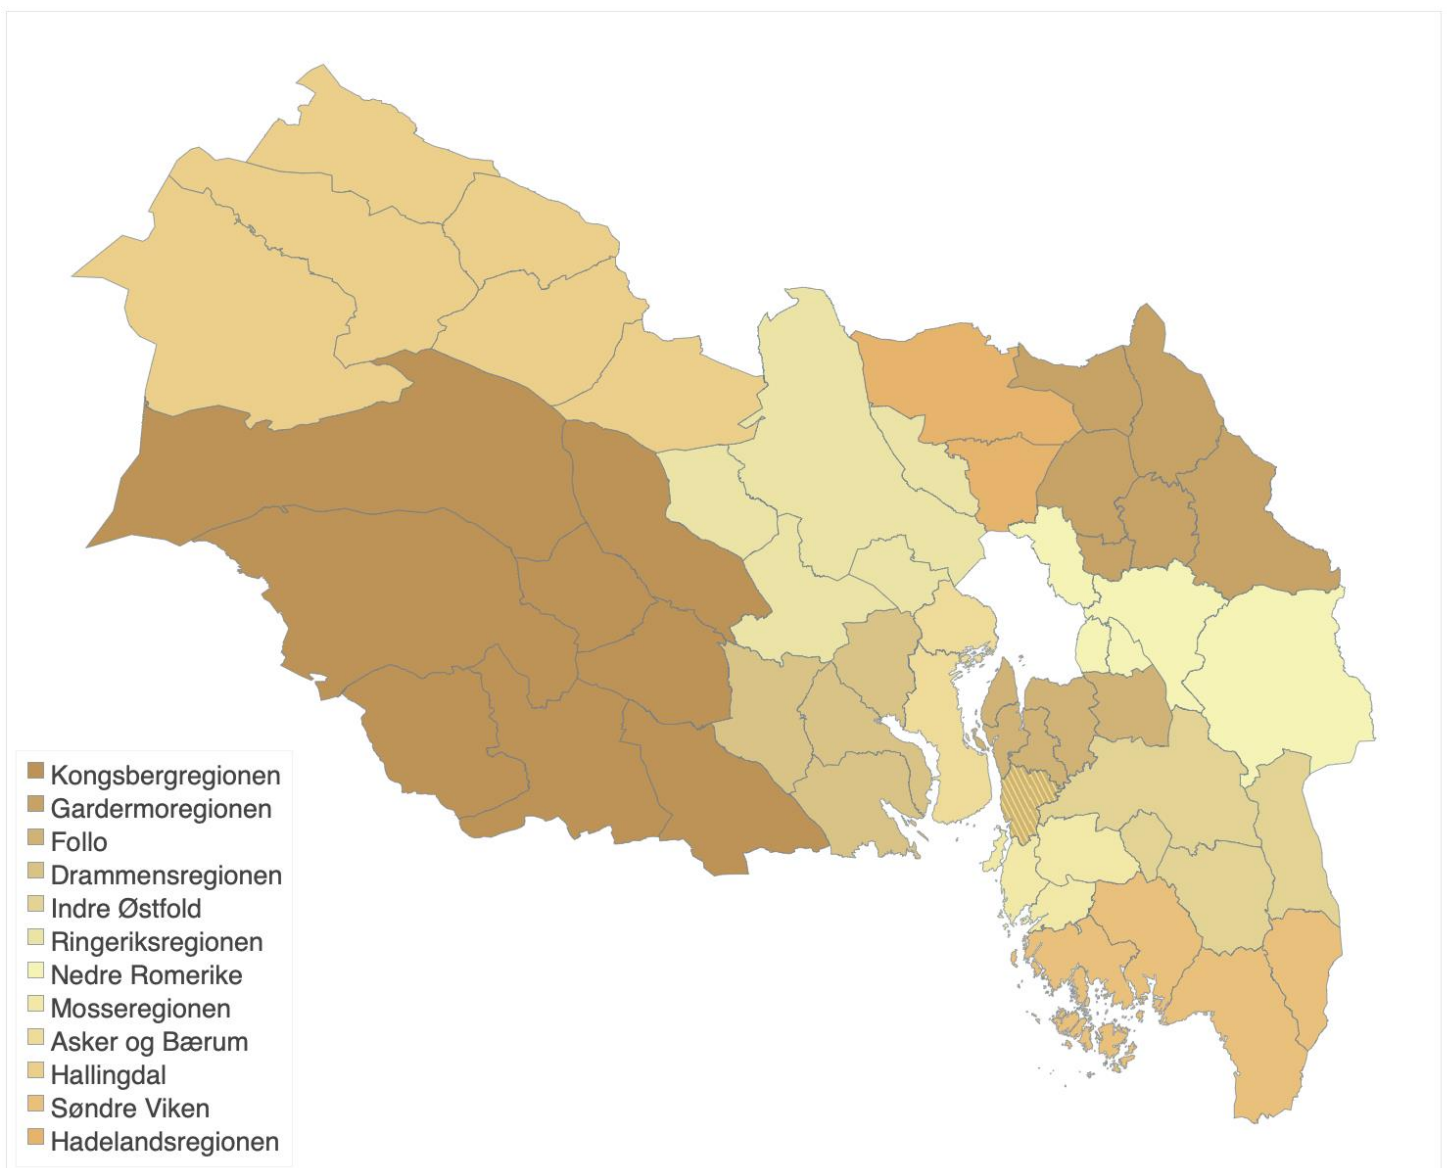 Kongsbergregionen
Gardermoregionen
Follo
Drammensregionen
Indre Østfold
Ringeriksregionen
Nedre Romerike
Mosseregionen
Asker og Bærum
Hallingdal
Søndre Viken
Hadelandsregionen